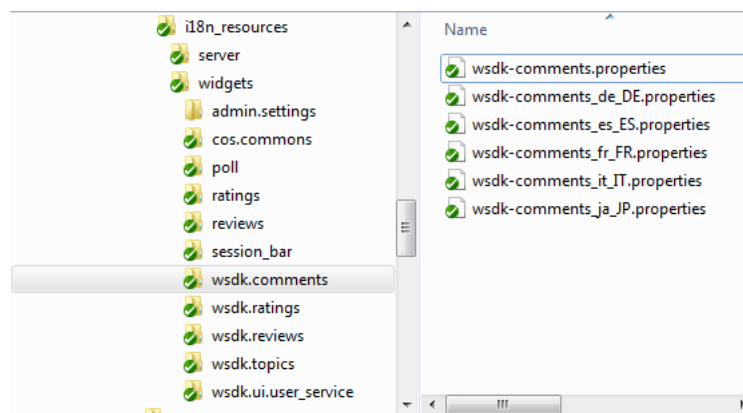 i18n_resources
server
widgets
admin.settings
cos.commons
poll
ratings
reviews
session_bar
wsdk.comments
wsdk.ratings
wsdk.reviews
wsdk.topics
wsdk.ui.user_service
Name
wsdk-comments.properties
wsdk-comments_de_DE.properties
wsdk-comments_es_ES.properties
wsdk-comments_fr_FR.properties
wsdk-comments_it_IT.properties
wsdk-comments_ja_JP.properties